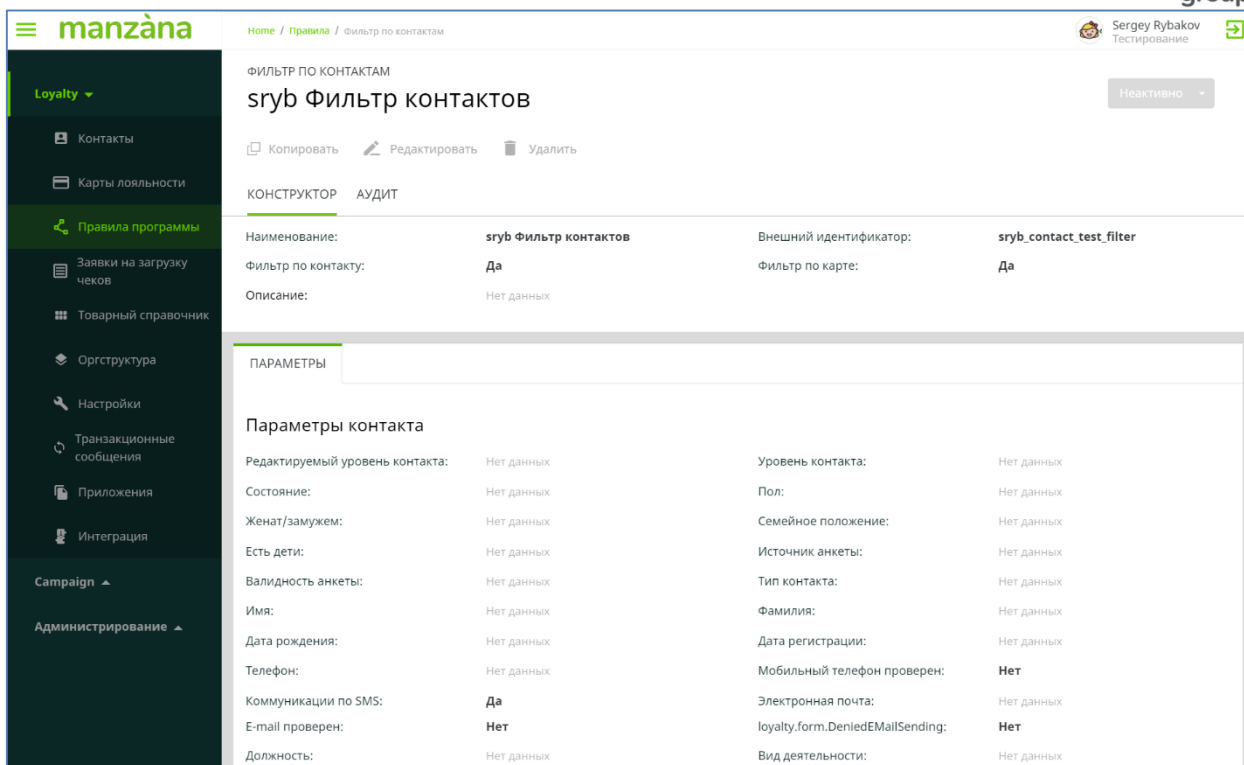 group
manzàna
Home / Правила / Фильтр по контактам
Sergey Rybakov
Тестирование
Loyalty
Контакты
Карты лояльности
Правила программы
Заявки на загрузку
чеков
Товарный справочник
Оргструктура
Настройки
Транзакционные
сообщения
Приложения
Интеграция
Campaign
Администрирование
ФИЛЬТР ПО КОНТАКТАМ
sryb Фильтр контактов
Неактивно
Копировать Редактировать Удалить
КОНСТРУКТОР АУДИТ
Наименование: sryb Фильтр контактов Внешний идентификатор: sryb_contact_test_filter
Фильтр по контакту: Да Фильтр по карте: Да
Описание: Нет данных
ПАРАМЕТРЫ
Параметры контакта
Редактируемый уровень контакта: Нет данных Уровень контакта: Нет данных
Состояние: Нет данных Пол: Нет данных
Женат/замужем: Нет данных Семейное положение: Нет данных
Есть дети: Нет данных Источник анкеты: Нет данных
Валидность анкеты: Нет данных Тип контакта: Нет данных
Имя: Нет данных Фамилия: Нет данных
Дата рождения: Нет данных Дата регистрации: Нет данных
Телефон: Нет данных Мобильный телефон проверен: Нет
Коммуникации по SMS: Да Электронная почта: Нет данных
E-mail проверен: Нет loyalty.form.DeniedEMailSending: Нет
Должность: Нет данных Вид деятельности: Нет данных